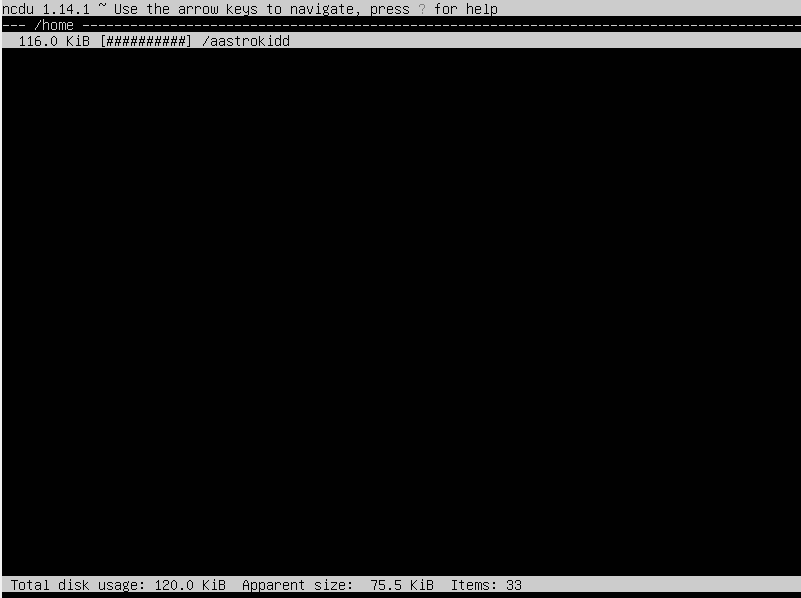 ncdu 1.14.1 ~ Use the arrow keys to navigate, press ? for help
--- /home ------------------------------------------------------------------------------------------
  116.0 KiB [##########] /aastrokidd
 Total disk usage: 120.0 KiB  Apparent size:  75.5 KiB  Items: 33